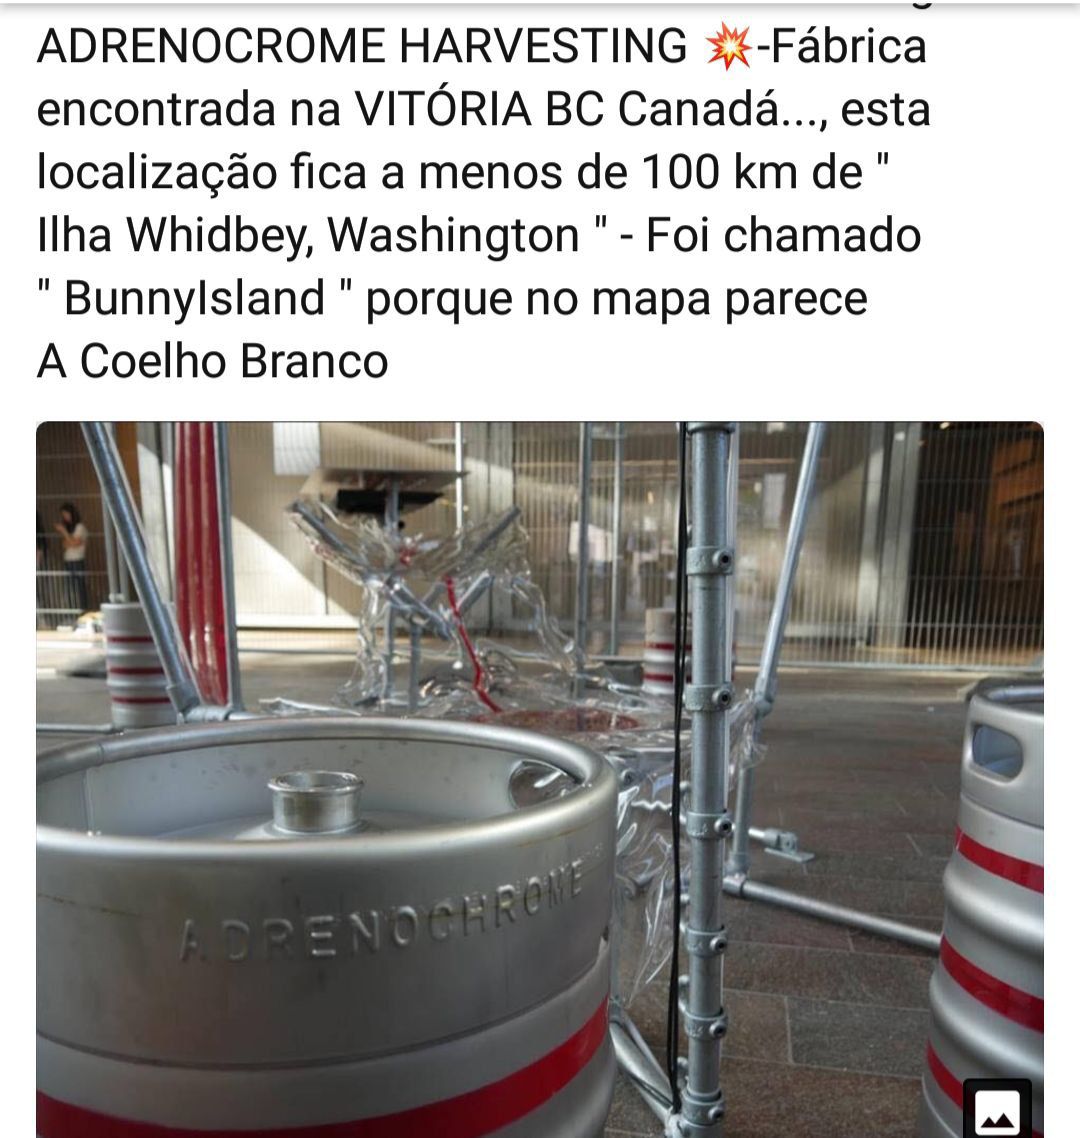 ADRENOCROME HARVESTING 💥-Fábrica
encontrada na VITÓRIA BC Canadá..., esta
localização fica a menos de 100 km de "
Ilha Whidbey, Washington " - Foi chamado
" BunnyIsland " porque no mapa parece
A Coelho Branco
ADRENOCHROME